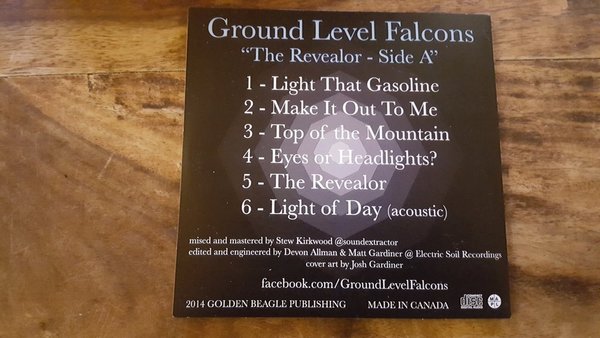 Ground Level Falcons
“The Revealor - Side A”
1 - Light That Gasoline
2 - Make It Out To Me
3 - Top of the Mountain
4 - Eyes or Headlights?
5 - The Revealor
6 - Light of Day (acoustic)
mised and mastered by Stew Kirkwood @soundextractor
edited and engineered by Devon Allman & Matt Gardiner @ Electric Soil Recordings
cover art by Josh Gardiner
facebook.com/GroundLevelFalcons
2014 GOLDEN BEAGLE PUBLISHING MADE IN CANADA